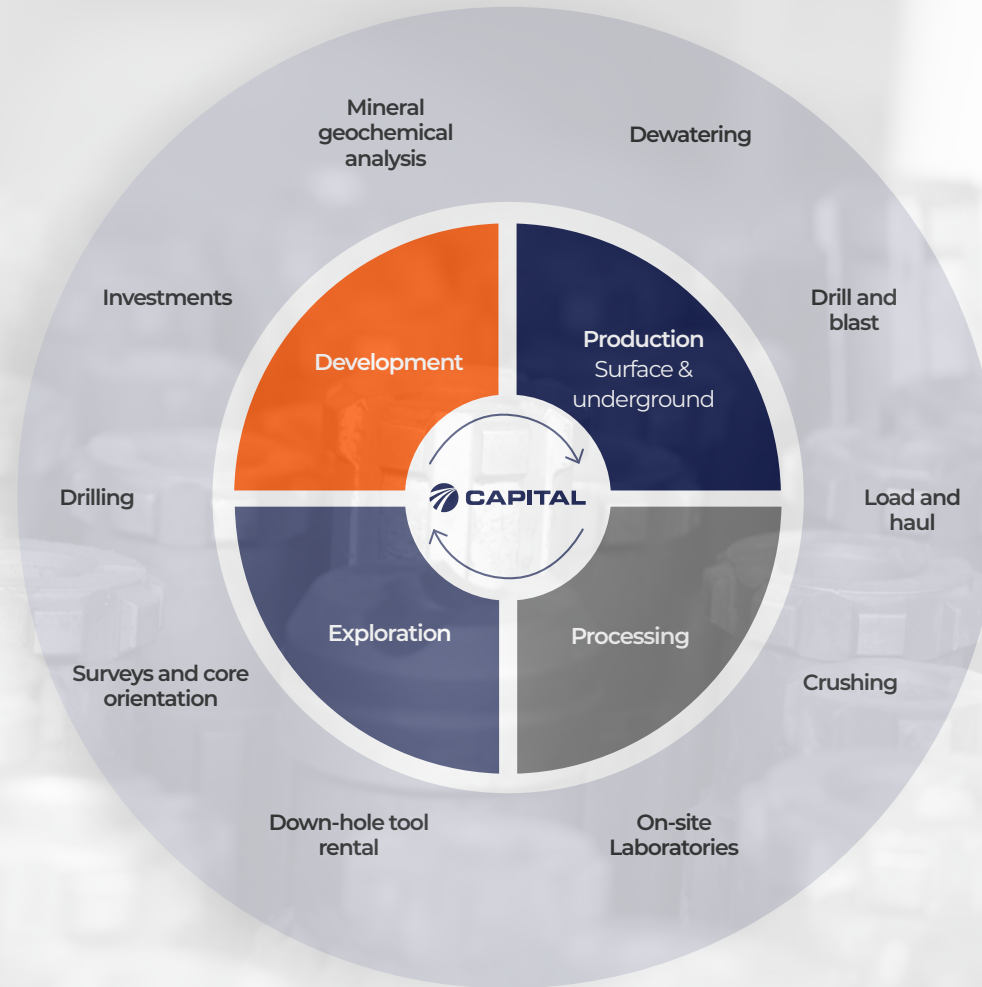 Mineral
geochemical
analysis
Dewatering
Investments
Drill and
blast
Development
Production
Surface &
underground
Drilling
CAPITAL
Load and
haul
Exploration
Processing
Surveys and core
orientation
Crushing
Down-hole tool
rental
On-site
Laboratories